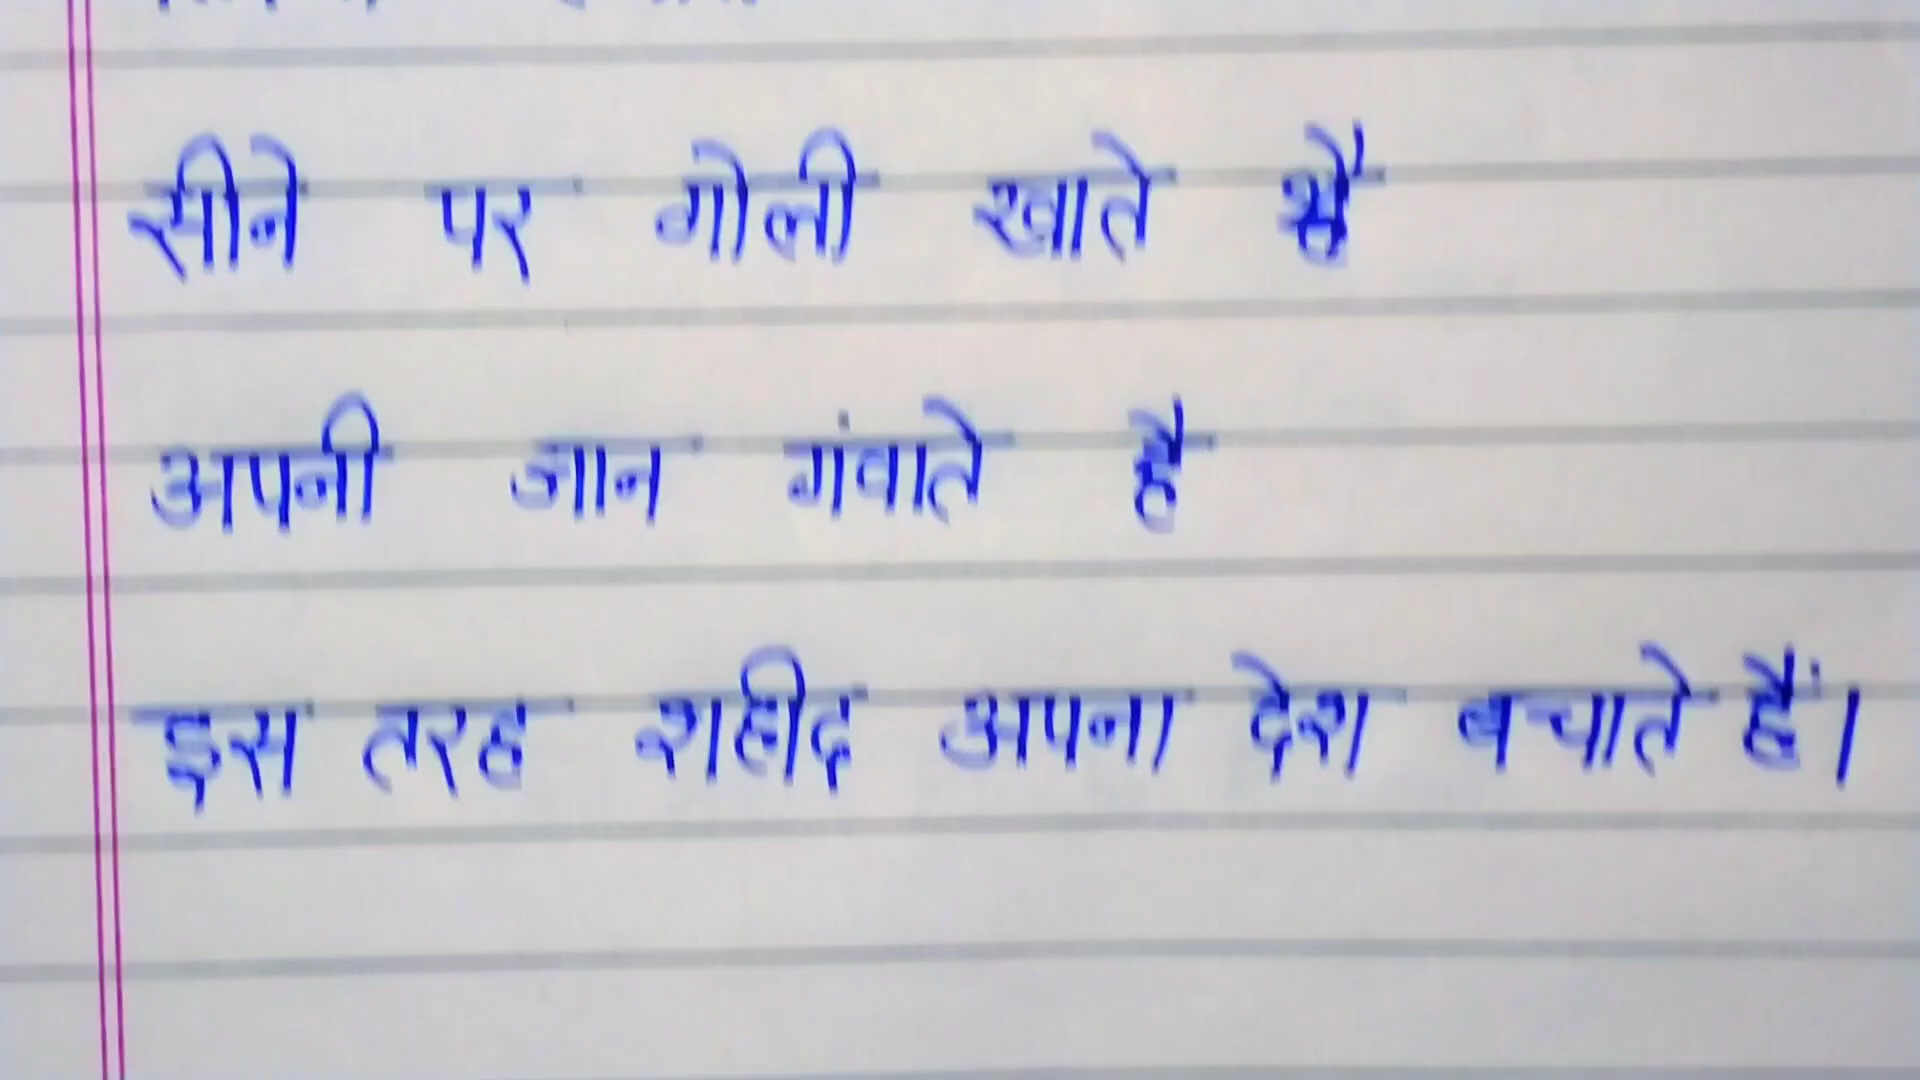 सीने पर गोली खाते है
अपनी जान गंवाते है
इस तरह शहीद अपना देश बचाते हैं।